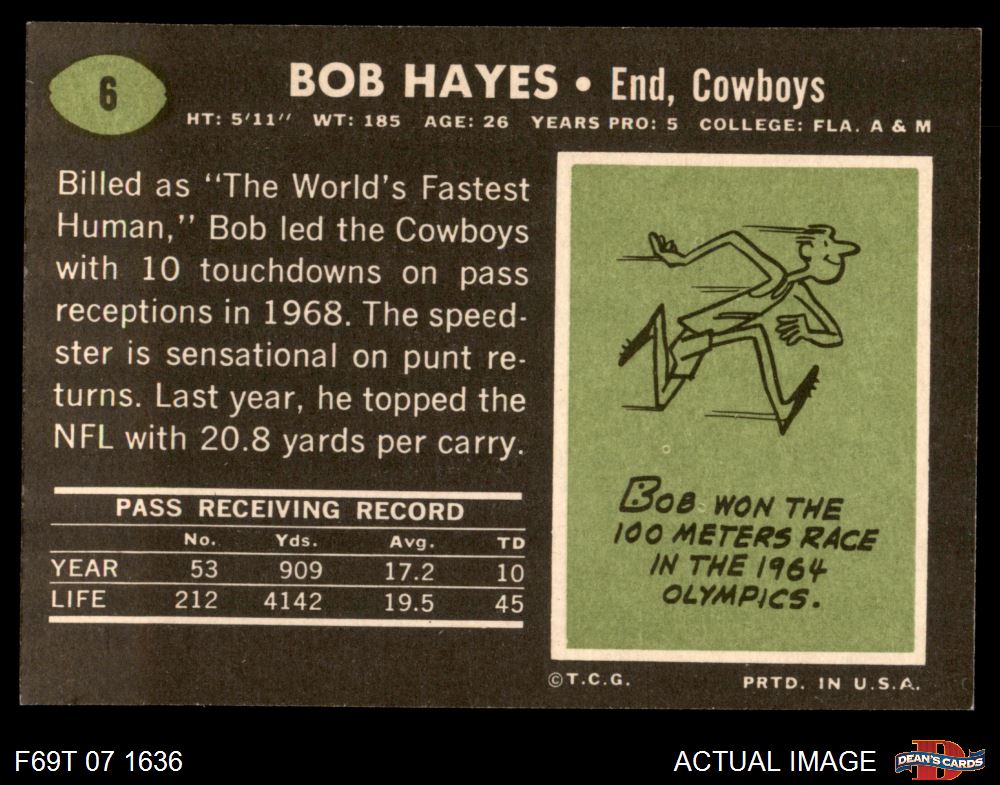 6
BOB HAYES • End, Cowboys
HT: 5'11" WT: 185 AGE: 26 YEARS PRO: 5 COLLEGE: FLA. A & M
Billed as "The World's Fastest
Human," Bob led the Cowboys
with 10 touchdowns on pass
receptions in 1968. The speed-
ster is sensational on punt re-
turns. Last year, he topped the
NFL with 20.8 yards per carry.
PASS RECEIVING RECORD
No. Yds. Avg. TD
YEAR 53 909 17.2 10
LIFE 212 4142 19.5 45
BOB WON THE
100 METERS RACE
IN THE 1964
OLYMPICS.
©T.C.G. PRTD. IN U.S.A.
F69T 07 1636 ACTUAL IMAGE D DEAN'S CARDS